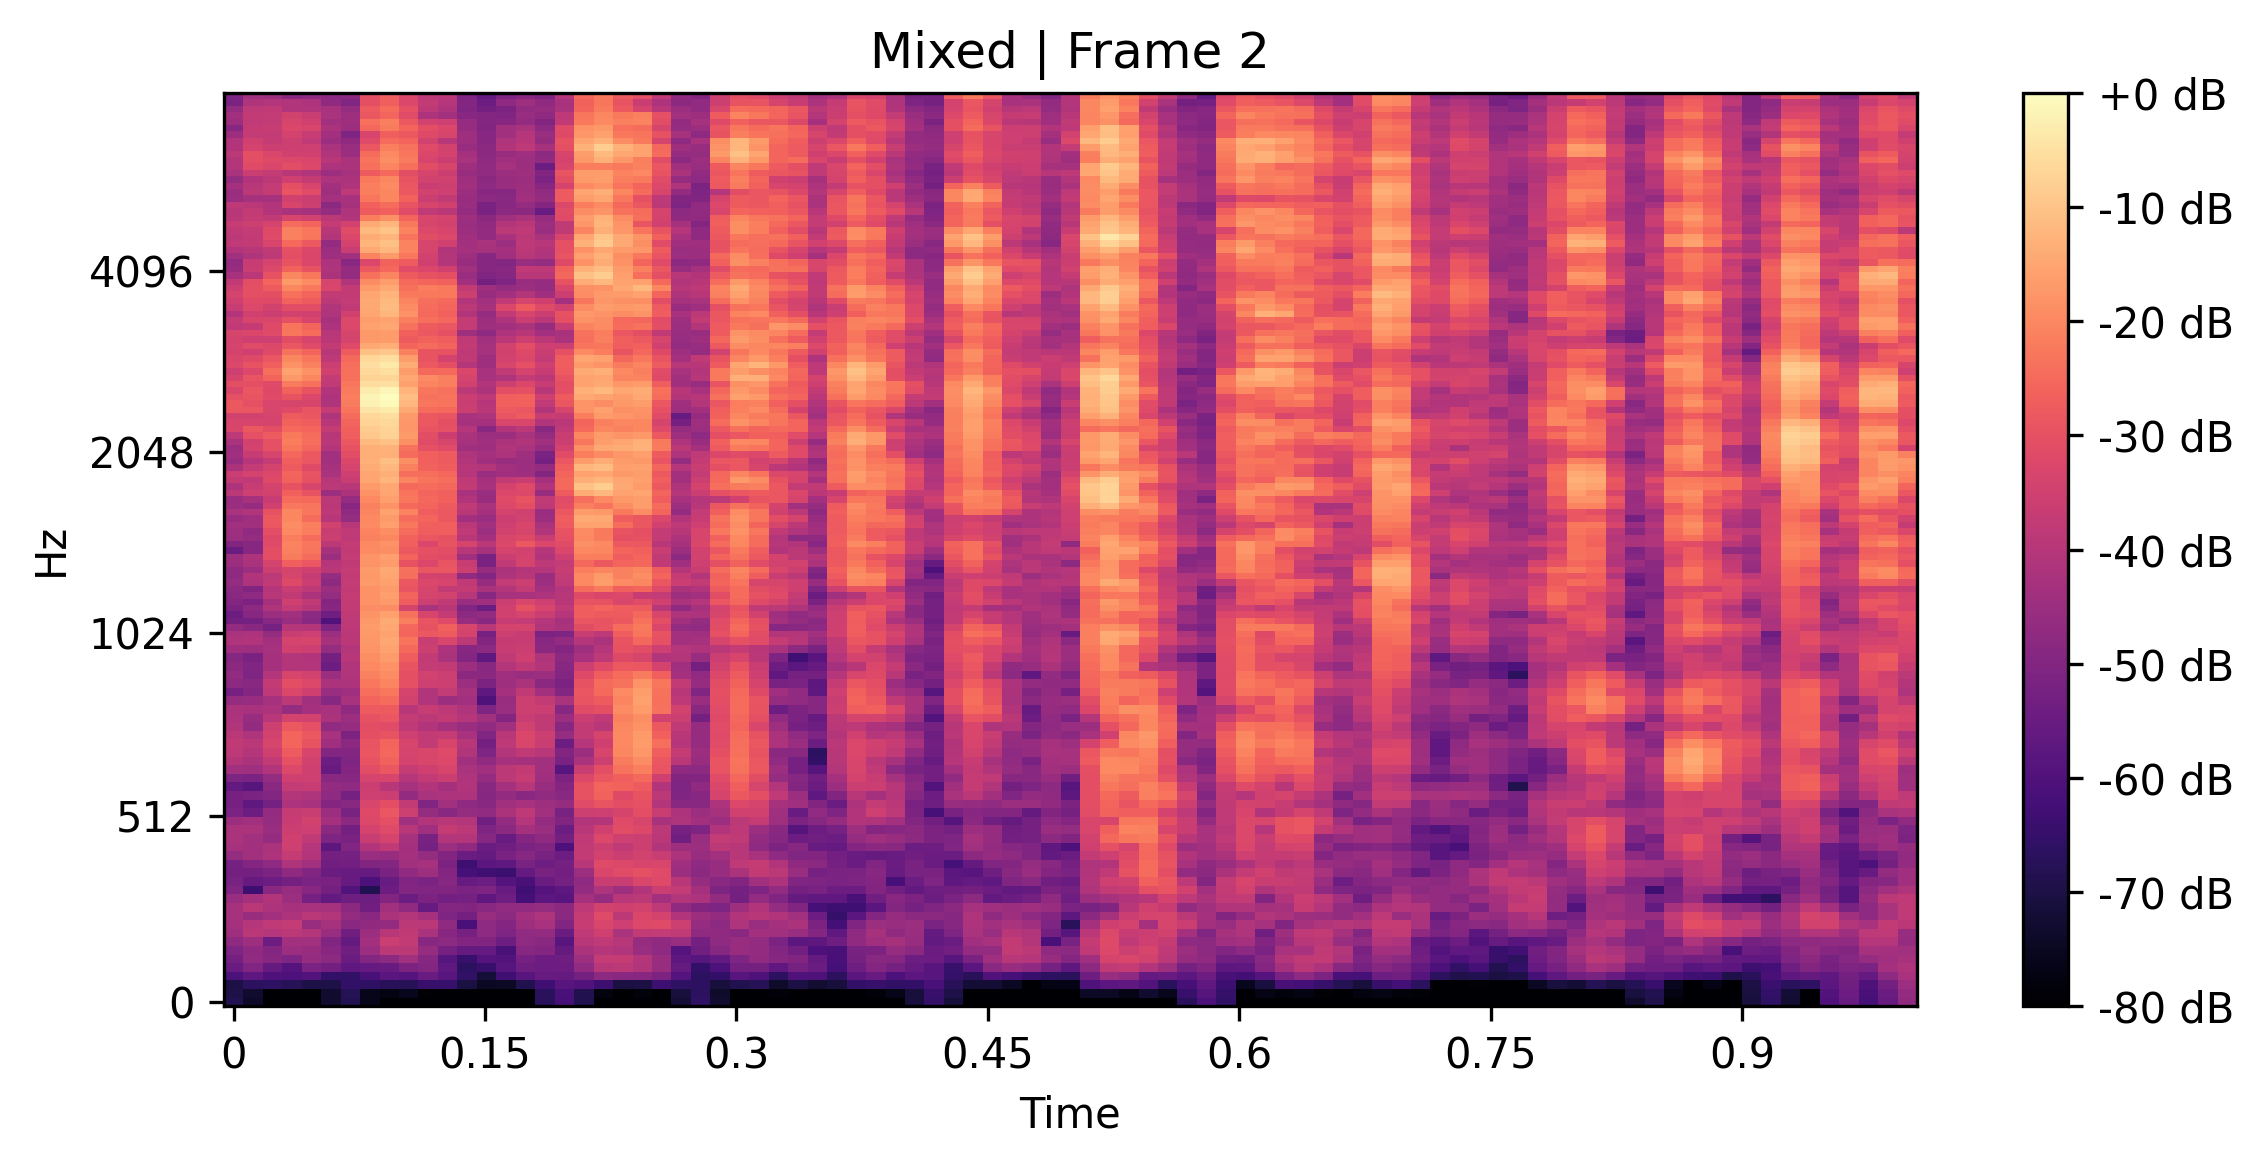 Mixed | Frame 2
Hz
4096
2048
1024
512
0
0 0.15 0.3 0.45 0.6 0.75 0.9
Time
+0 dB
-10 dB
-20 dB
-30 dB
-40 dB
-50 dB
-60 dB
-70 dB
-80 dB